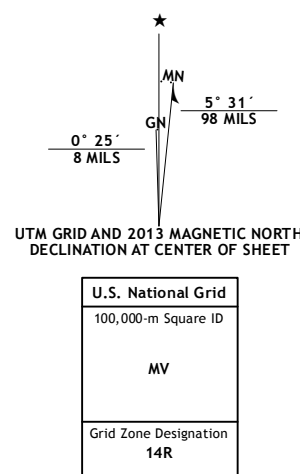 ★
MN
5° 31´
98 MILS
GN
0° 25´
8 MILS
UTM GRID AND 2013 MAGNETIC NORTH
DECLINATION AT CENTER OF SHEET
U.S. National Grid
100,000-m Square ID
MV
Grid Zone Designation
14R